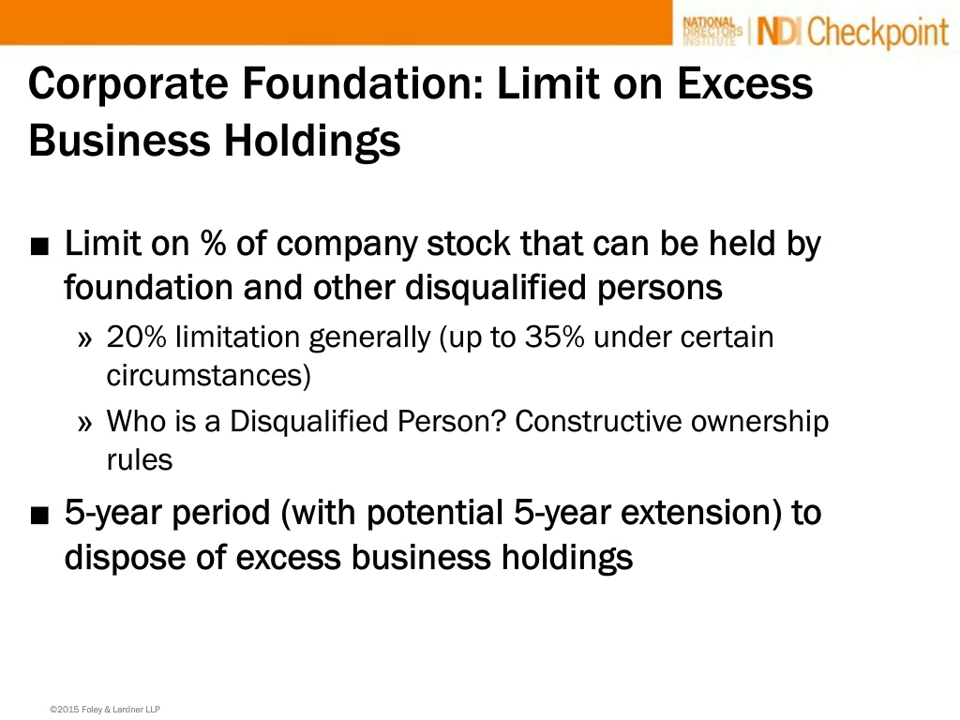 NATIONAL
DIRECTORS
INSTITUTE
NDI Checkpoint
Corporate Foundation: Limit on Excess
Business Holdings
■ Limit on % of company stock that can be held by
foundation and other disqualified persons
» 20% limitation generally (up to 35% under certain
circumstances)
» Who is a Disqualified Person? Constructive ownership
rules
■ 5-year period (with potential 5-year extension) to
dispose of excess business holdings
©2015 Foley & Lardner LLP